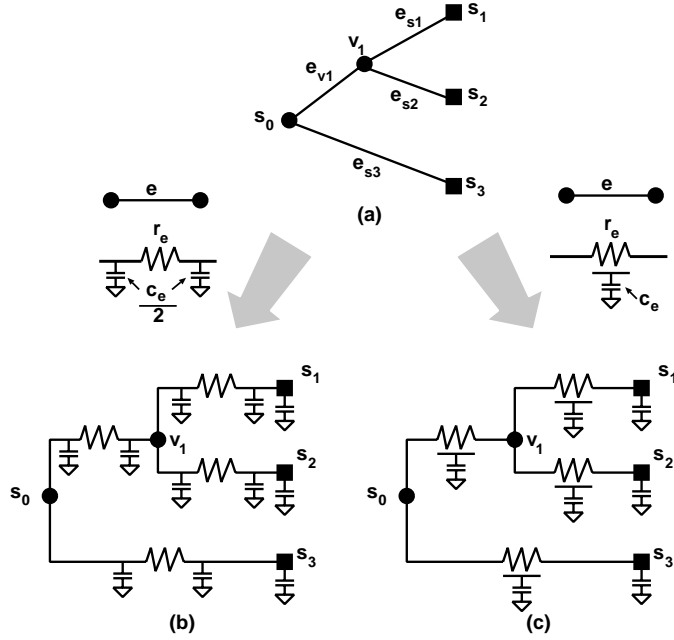 e_s1
s_1
v_1
e_v1
e_s2
s_2
s_0
e_s3
s_3
(a)
e
r_e
c_e
2
e
r_e
c_e
s_1
v_1
s_2
s_0
s_3
(b)
s_1
v_1
s_2
s_0
s_3
(c)